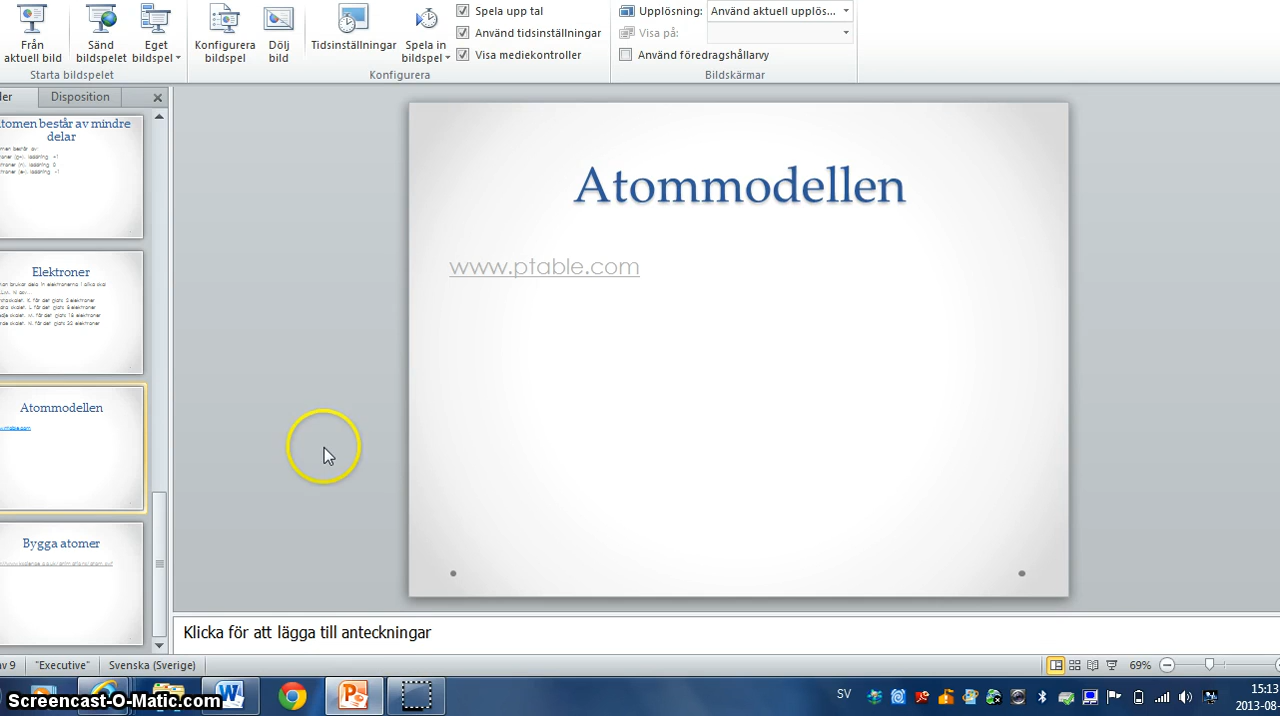 Från
aktuell bild
Sänd
bildspelet
Eget
bildspel
Starta bildspelet
Konfigurera
bildspel
Dölj
bild
Tidsinställningar
Spela in
bildspel
Spela upp tal
Använd tidsinställningar
Visa mediekontroller
Konfigurera
Upplösning: Använd aktuell upplös...
Visa på:
Använd föredragshållarvy
Bildskärmar
Disposition
består av mindre
delar
Elektroner
Atommodellen
Bygga atomer
Atommodellen
www.ptable.com
Klicka för att lägga till anteckningar
av 9 "Executive" Svenska (Sverige) 69%
Screencast-O-Matic.com
SV
15:13
2013-08